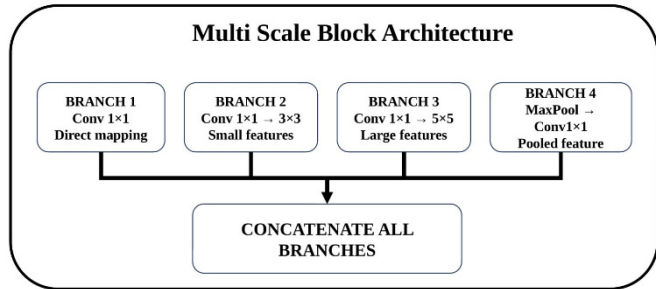 Multi Scale Block Architecture
BRANCH 1
Conv 1×1
Direct mapping
BRANCH 2
Conv 1×1 → 3×3
Small features
BRANCH 3
Conv 1×1 → 5×5
Large features
BRANCH 4
MaxPool →
Conv1×1
Pooled feature
CONCATENATE ALL
BRANCHES